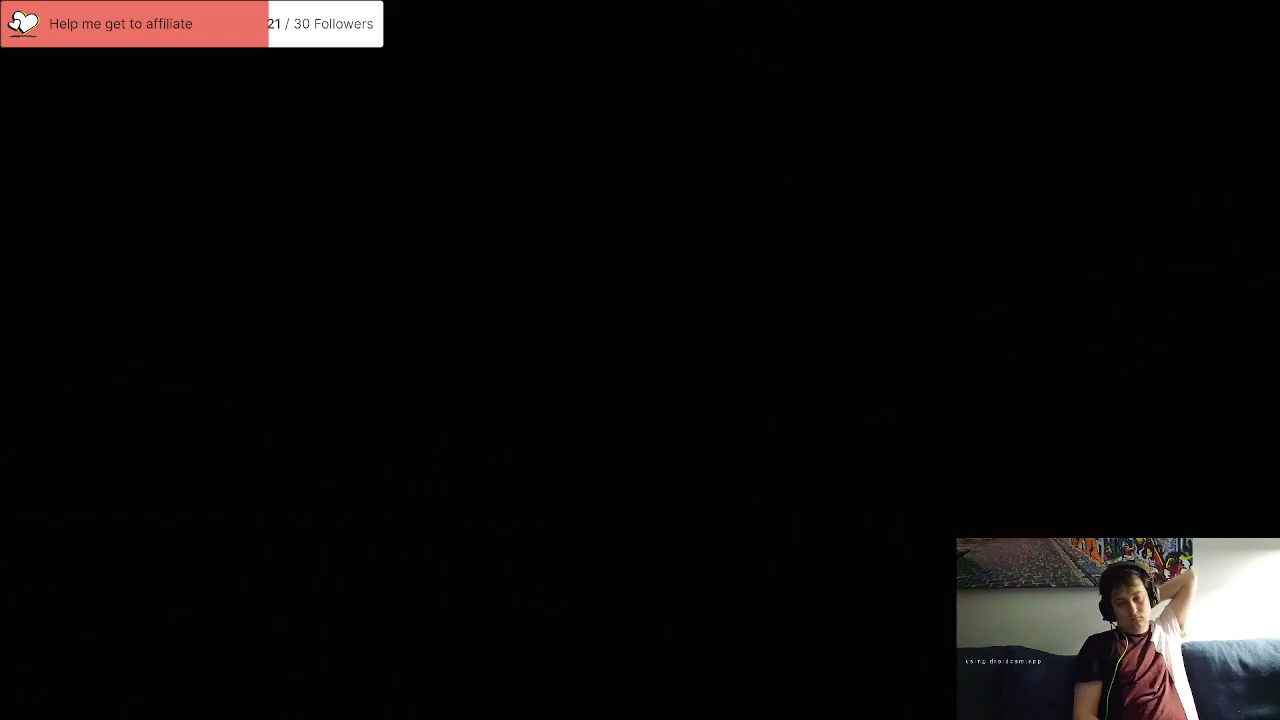 Help me get to affiliate 21 / 30 Followers
using droidcam.app